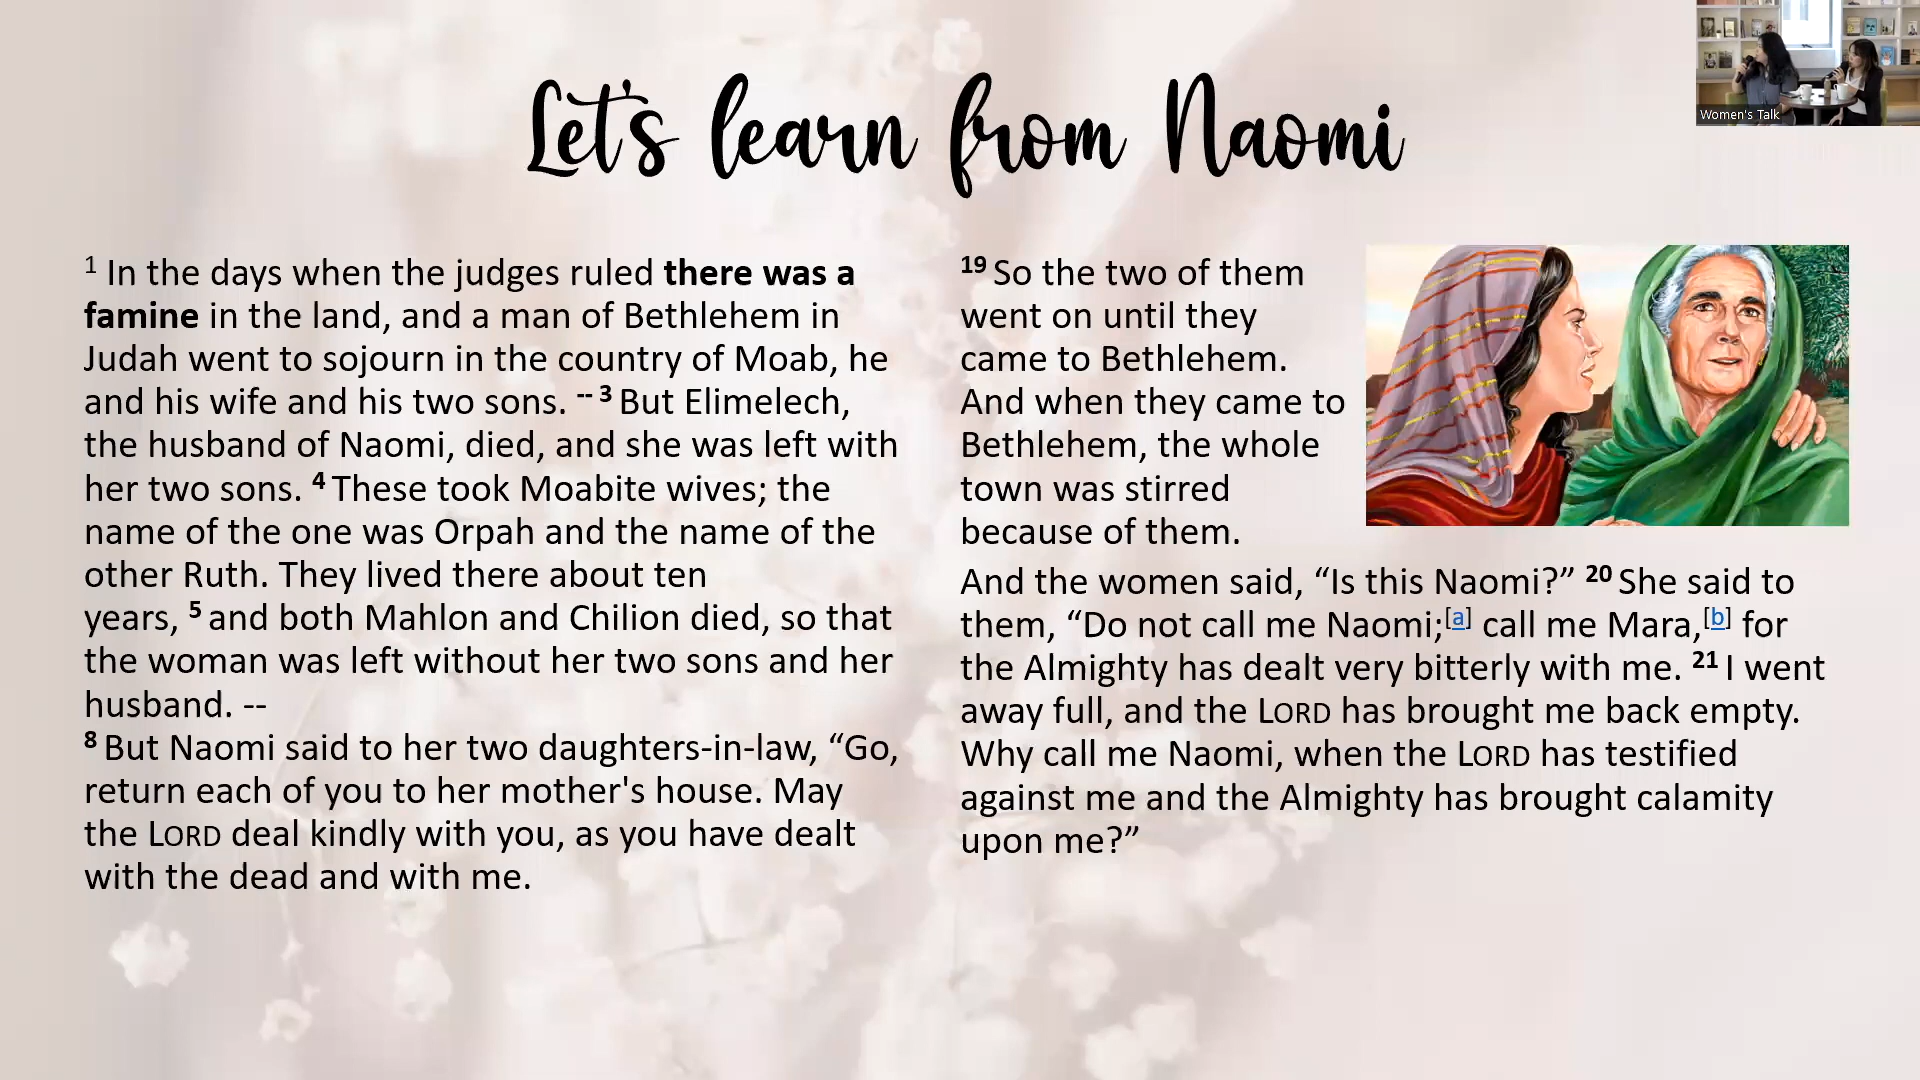 Let's learn from Naomi
Women's Talk
1 In the days when the judges ruled there was a
famine in the land, and a man of Bethlehem in
Judah went to sojourn in the country of Moab, he
and his wife and his two sons. -- 3 But Elimelech,
the husband of Naomi, died, and she was left with
her two sons. 4 These took Moabite wives; the
name of the one was Orpah and the name of the
other Ruth. They lived there about ten
years, 5 and both Mahlon and Chilion died, so that
the woman was left without her two sons and her
husband. --
8 But Naomi said to her two daughters-in-law, “Go,
return each of you to her mother's house. May
the LORD deal kindly with you, as you have dealt
with the dead and with me.
19 So the two of them
went on until they
came to Bethlehem.
And when they came to
Bethlehem, the whole
town was stirred
because of them.
And the women said, “Is this Naomi?” 20 She said to
them, “Do not call me Naomi;[a] call me Mara,[b] for
the Almighty has dealt very bitterly with me. 21 I went
away full, and the LORD has brought me back empty.
Why call me Naomi, when the LORD has testified
against me and the Almighty has brought calamity
upon me?”